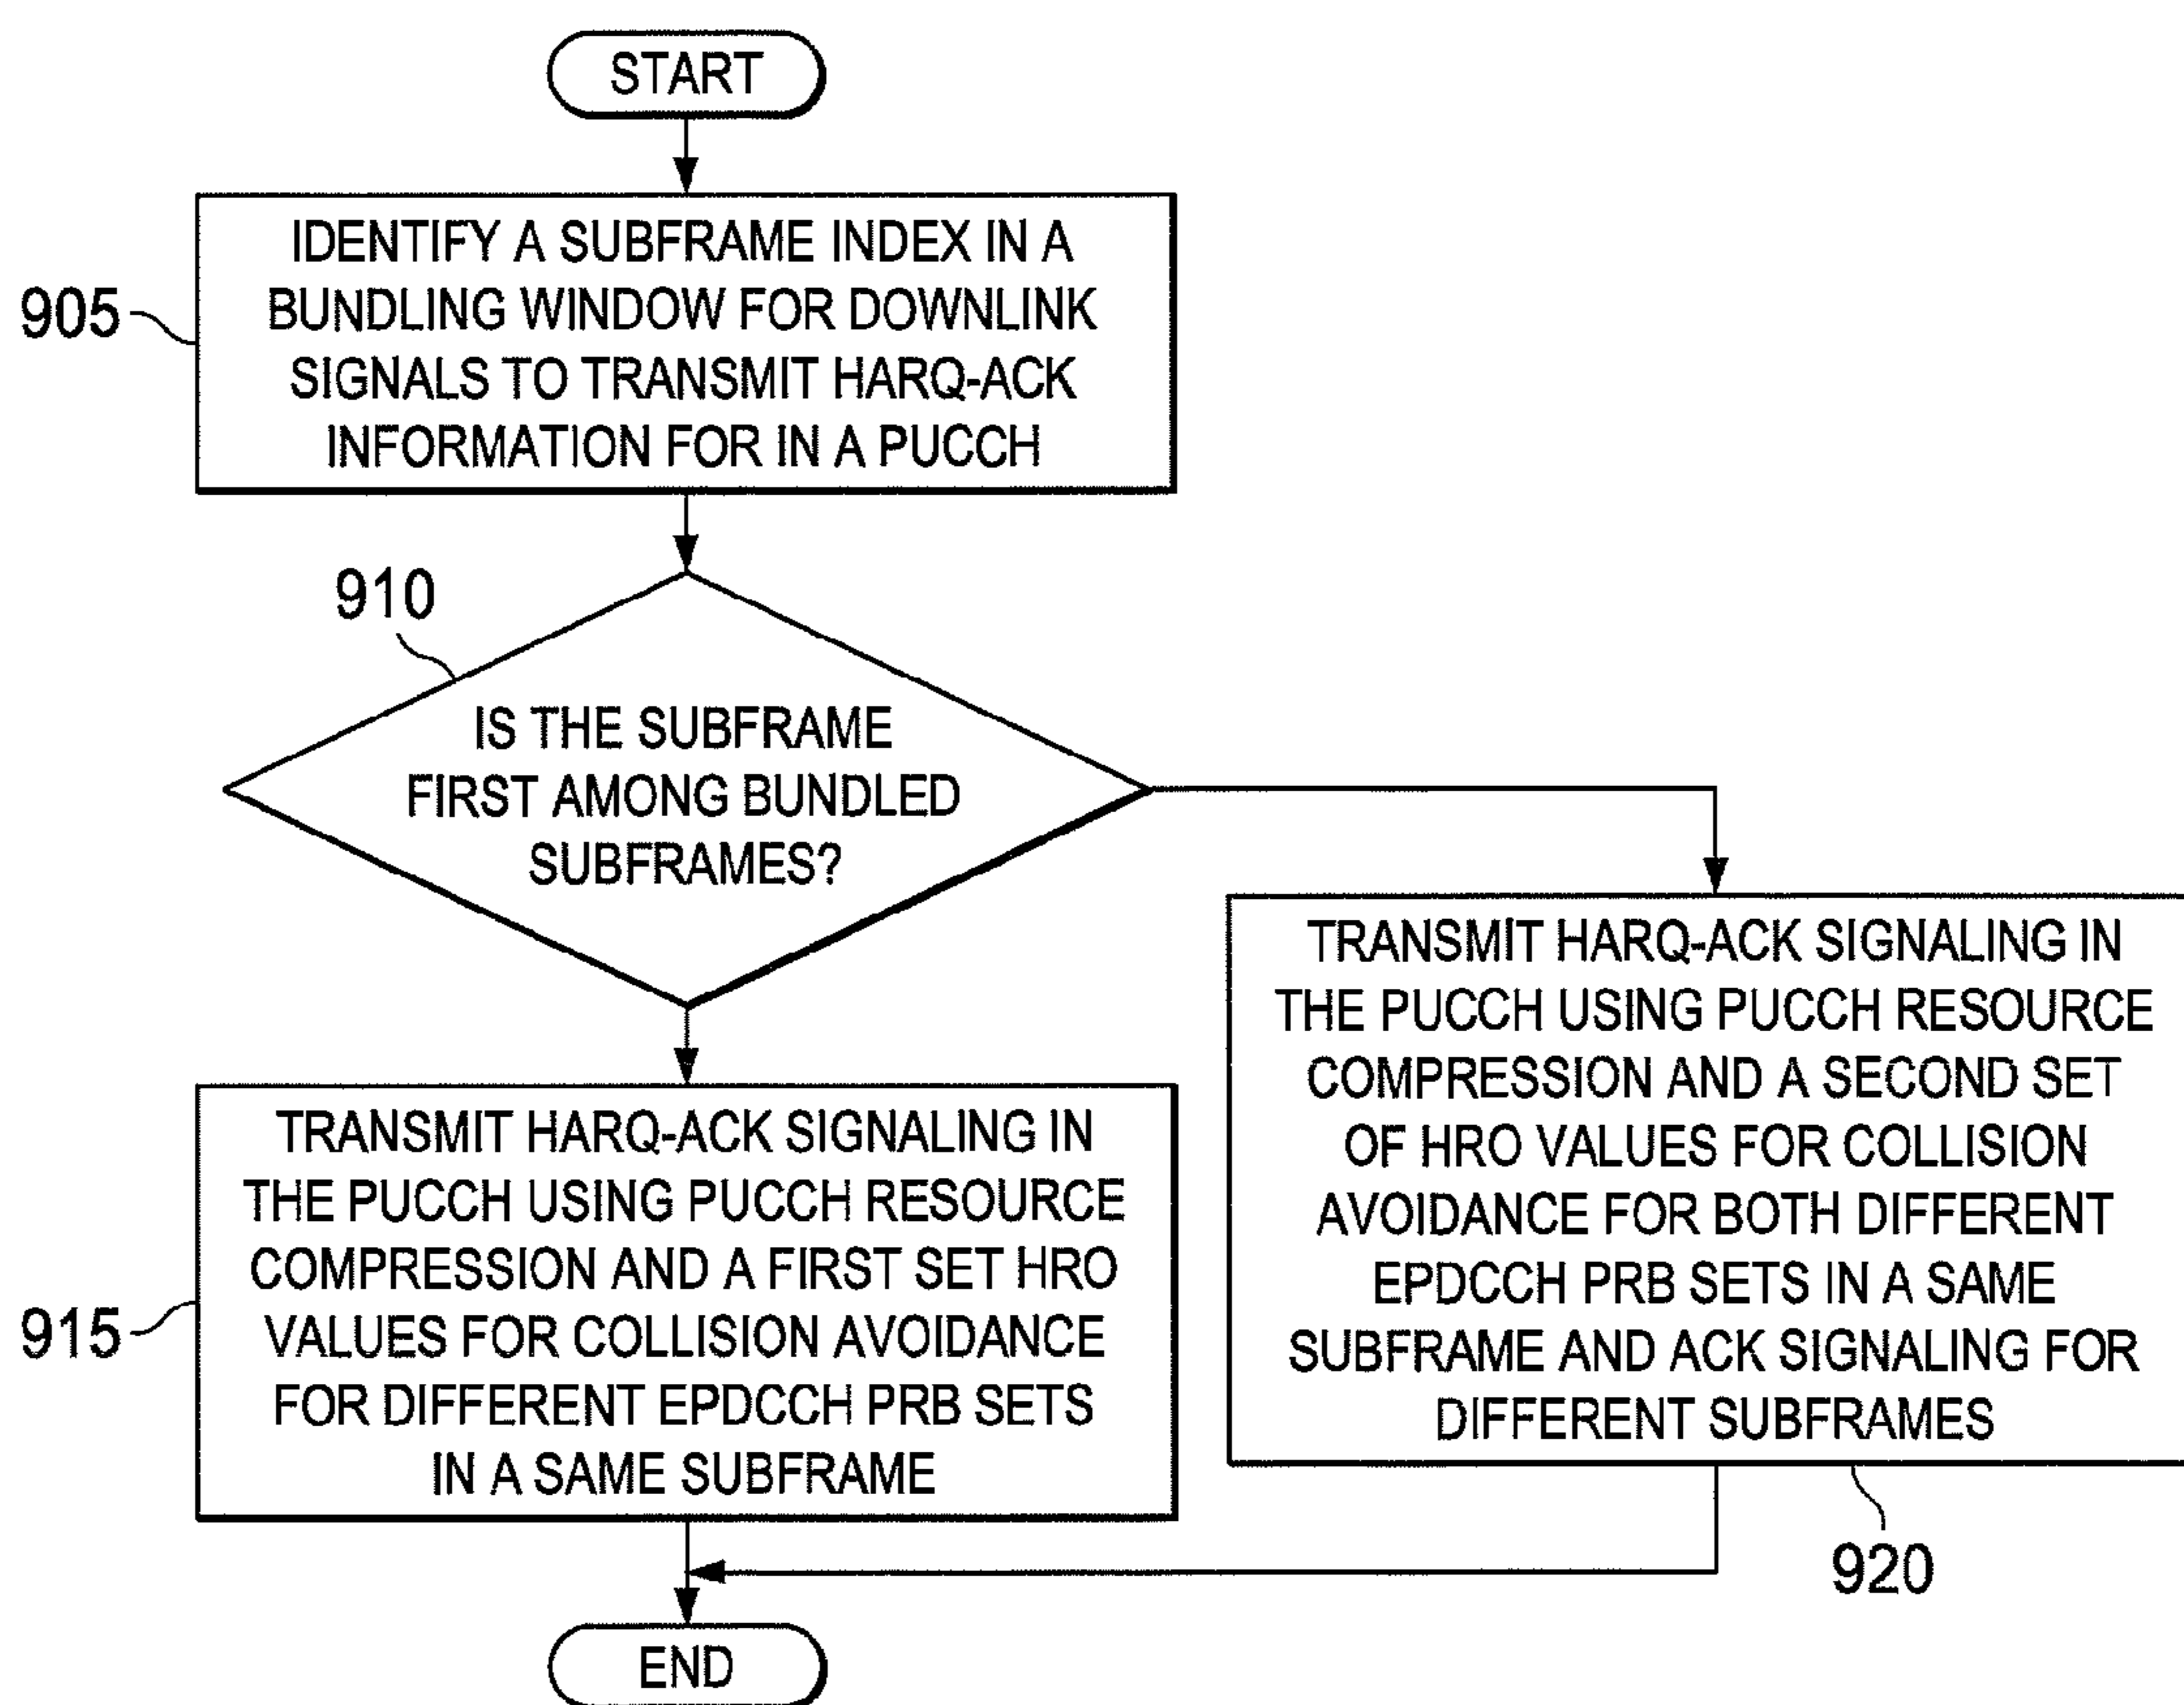 START
IDENTIFY A SUBFRAME INDEX IN A
BUNDLING WINDOW FOR DOWNLINK
SIGNALS TO TRANSMIT HARQ-ACK
INFORMATION FOR IN A PUCCH
905
910
IS THE SUBFRAME
FIRST AMONG BUNDLED
SUBFRAMES?
TRANSMIT HARQ-ACK SIGNALING IN
THE PUCCH USING PUCCH RESOURCE
COMPRESSION AND A FIRST SET HRO
VALUES FOR COLLISION AVOIDANCE
FOR DIFFERENT EPDCCH PRB SETS
IN A SAME SUBFRAME
915
TRANSMIT HARQ-ACK SIGNALING IN
THE PUCCH USING PUCCH RESOURCE
COMPRESSION AND A SECOND SET
OF HRO VALUES FOR COLLISION
AVOIDANCE FOR BOTH DIFFERENT
EPDCCH PRB SETS IN A SAME
SUBFRAME AND ACK SIGNALING FOR
DIFFERENT SUBFRAMES
920
END